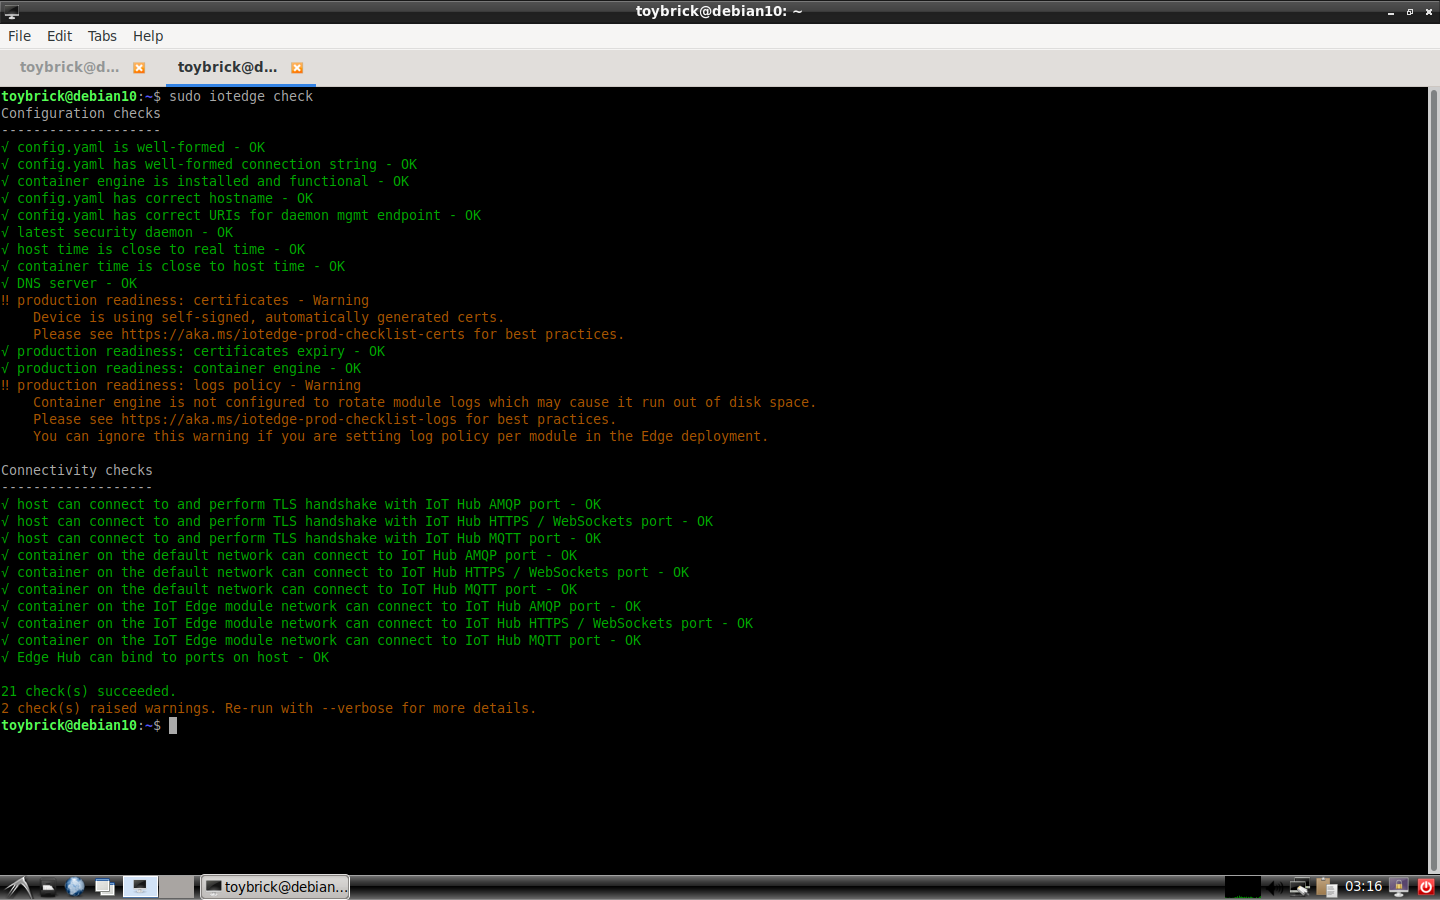 toybrick@debian10: ~
File Edit Tabs Help
toybrick@d... toybrick@d...
toybrick@debian10:~$ sudo iotedge check
Configuration checks
--------------------
√ config.yaml is well-formed - OK
√ config.yaml has well-formed connection string - OK
√ container engine is installed and functional - OK
√ config.yaml has correct hostname - OK
√ config.yaml has correct URIs for daemon mgmt endpoint - OK
√ latest security daemon - OK
√ host time is close to real time - OK
√ container time is close to host time - OK
√ DNS server - OK
‼ production readiness: certificates - Warning
    Device is using self-signed, automatically generated certs.
    Please see https://aka.ms/iotedge-prod-checklist-certs for best practices.
√ production readiness: certificates expiry - OK
√ production readiness: container engine - OK
‼ production readiness: logs policy - Warning
    Container engine is not configured to rotate module logs which may cause it run out of disk space.
    Please see https://aka.ms/iotedge-prod-checklist-logs for best practices.
    You can ignore this warning if you are setting log policy per module in the Edge deployment.
Connectivity checks
-------------------
√ host can connect to and perform TLS handshake with IoT Hub AMQP port - OK
√ host can connect to and perform TLS handshake with IoT Hub HTTPS / WebSockets port - OK
√ host can connect to and perform TLS handshake with IoT Hub MQTT port - OK
√ container on the default network can connect to IoT Hub AMQP port - OK
√ container on the default network can connect to IoT Hub HTTPS / WebSockets port - OK
√ container on the default network can connect to IoT Hub MQTT port - OK
√ container on the IoT Edge module network can connect to IoT Hub AMQP port - OK
√ container on the IoT Edge module network can connect to IoT Hub HTTPS / WebSockets port - OK
√ container on the IoT Edge module network can connect to IoT Hub MQTT port - OK
√ Edge Hub can bind to ports on host - OK
21 check(s) succeeded.
2 check(s) raised warnings. Re-run with --verbose for more details.
toybrick@debian10:~$
toybrick@debian... 03:16